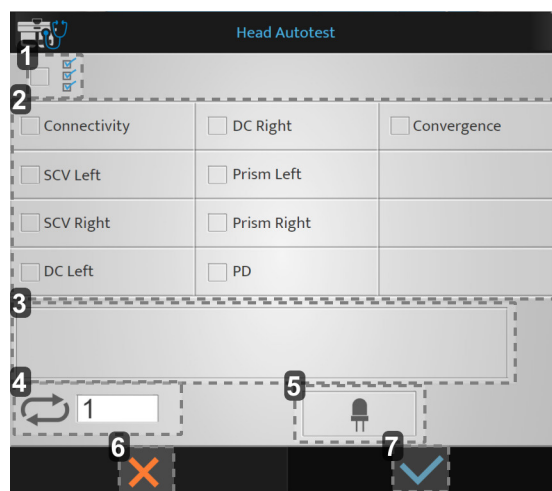 Head Autotest
1
2
Connectivity DC Right Convergence
SCV Left Prism Left
SCV Right Prism Right
DC Left PD
3
4
1
5
6
7